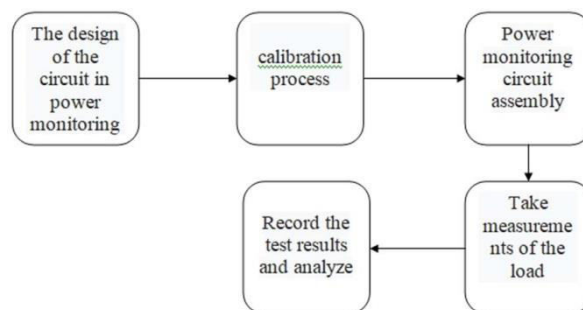 The design
of the
circuit in
power
monitoring
calibration
process
Power
monitoring
circuit
assembly
Take
measureme
nts of the
load
Record the
test results
and analyze